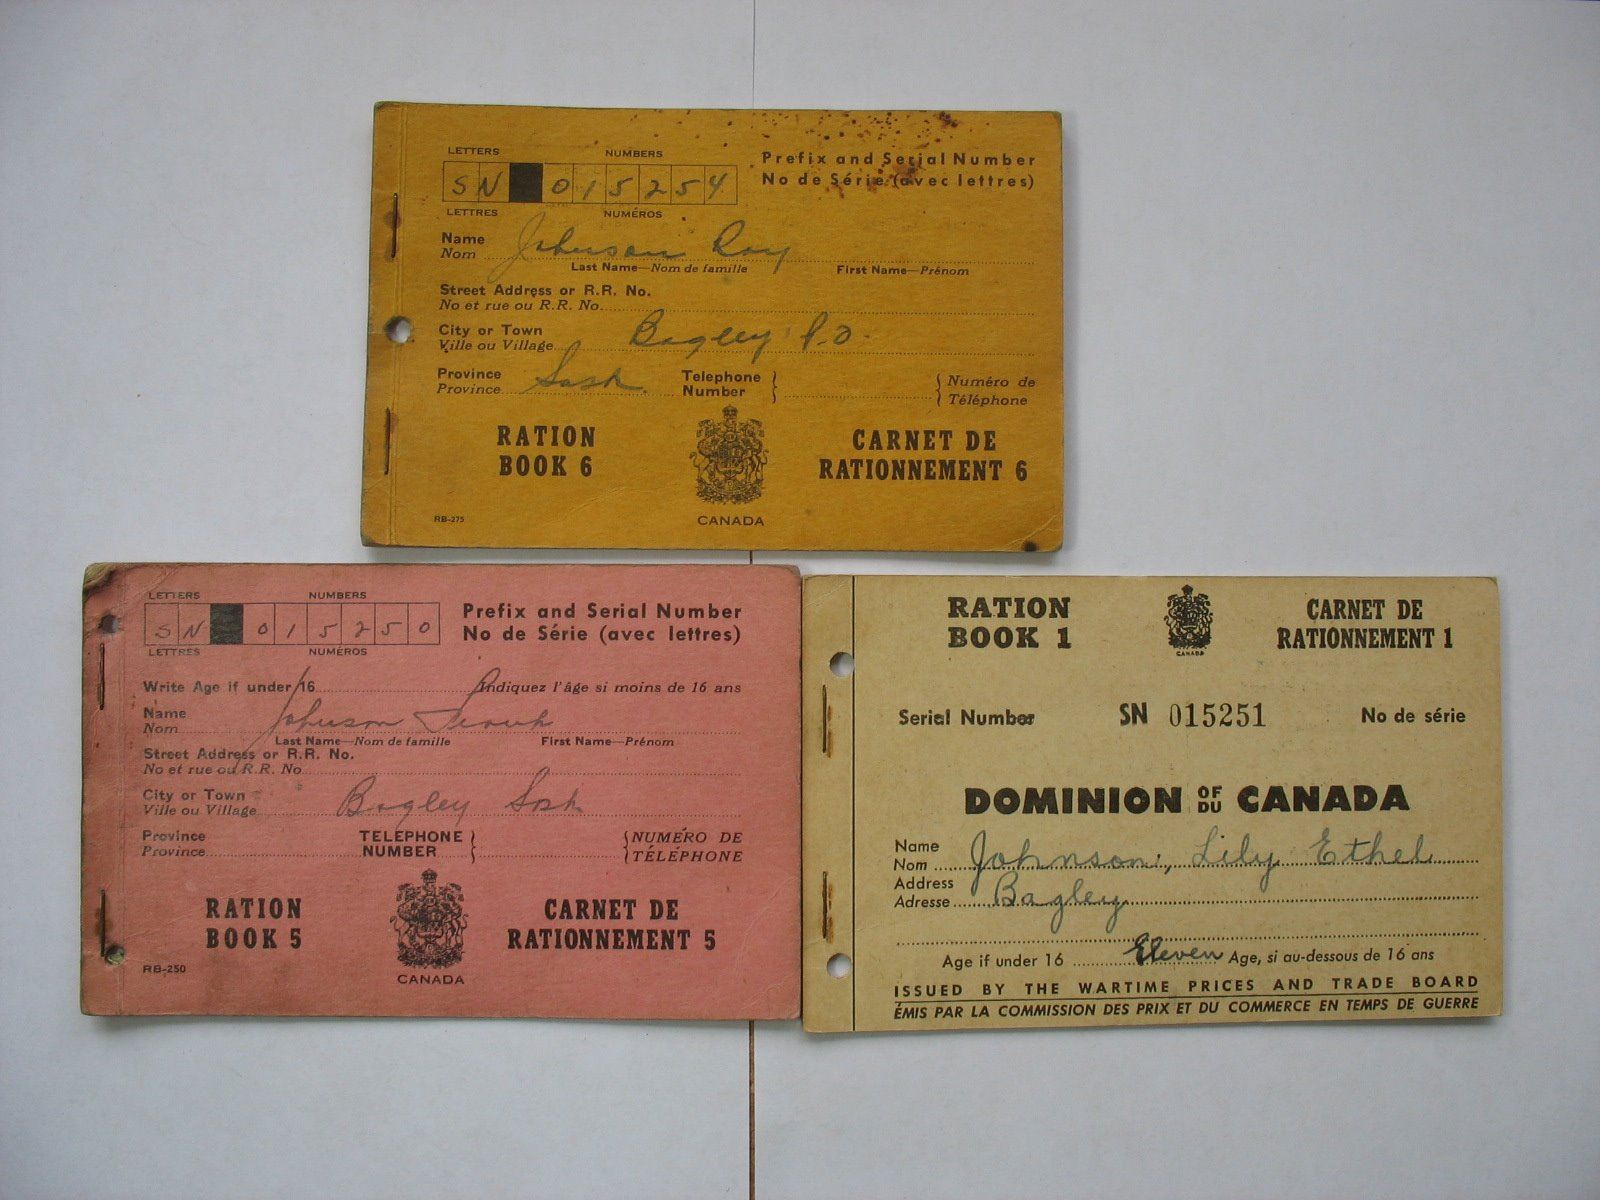 LETTERS NUMBERS
SN 015254
LETTRES NUMÉROS
Prefix and Serial Number
No de Série (avec lettres)
Name Johnson Roy
Nom
Last Name—Nom de famille First Name—Prénom
Street Address or R.R. No.
No et rue ou R.R. No
City or Town Bagley P.O.
Ville ou Village
Province Sask.
Province
Telephone Number
Numéro de Téléphone
RATION BOOK 6
CARNET DE RATIONNEMENT 6
CANADA
RB-275
LETTERS NUMBERS
SN 015250
LETTRES NUMÉROS
Prefix and Serial Number
No de Série (avec lettres)
Write Age if under 16 Indiquez l'âge si moins de 16 ans
Name Johnson
Nom
Last Name—Nom de famille First Name—Prénom
Street Address or R.R. No.
No et rue ou R.R. No
City or Town Bagley Sask
Ville ou Village
Province
Province
TELEPHONE NUMBER
NUMÉRO DE TÉLÉPHONE
RATION BOOK 5
CARNET DE RATIONNEMENT 5
CANADA
RB-250
RATION BOOK 1
CANADA
CARNET DE RATIONNEMENT 1
Serial Number SN 015251 No de série
DOMINION OF DU CANADA
Name Johnson, Lily Ethel
Nom
Address Bagley
Adresse
Age if under 16 Eleven Age, si au-dessous de 16 ans
ISSUED BY THE WARTIME PRICES AND TRADE BOARD
ÉMIS PAR LA COMMISSION DES PRIX ET DU COMMERCE EN TEMPS DE GUERRE